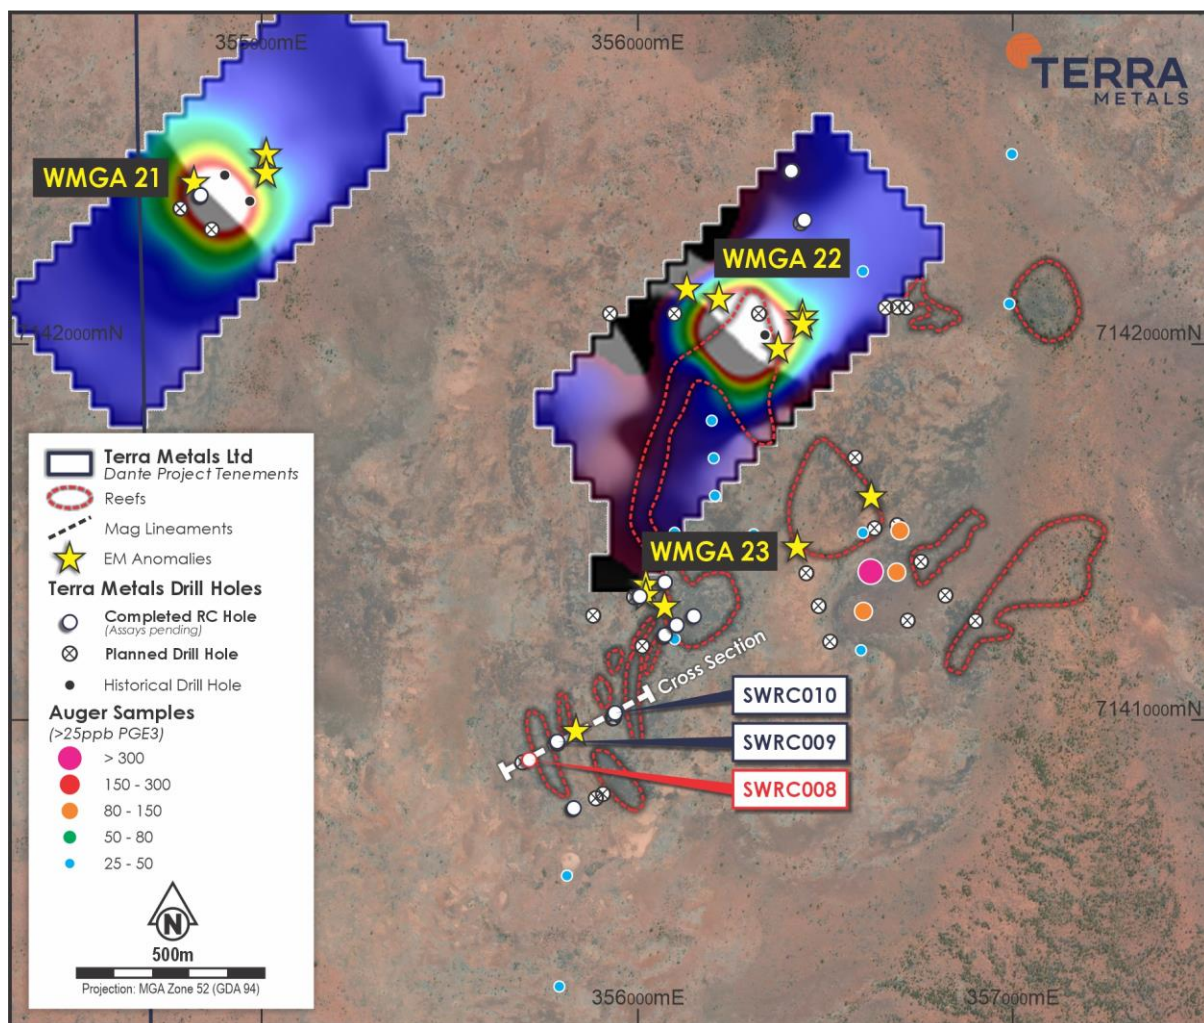 355000mE
356000mE
TERRA
METALS
WMGA 21
WMGA 22
7142000mN
7142000mN
Terra Metals Ltd
Dante Project Tenements
Reefs
Mag Lineaments
EM Anomalies
Terra Metals Drill Holes
Completed RC Hole
(Assays pending)
Planned Drill Hole
Historical Drill Hole
Auger Samples
(>25ppb PGE3)
> 300
150 - 300
80 - 150
50 - 80
25 - 50
N
500m
Projection: MGA Zone 52 (GDA 94)
WMGA 23
Cross Section
SWRC010
SWRC009
SWRC008
7141000mN
356000mE
357000mE